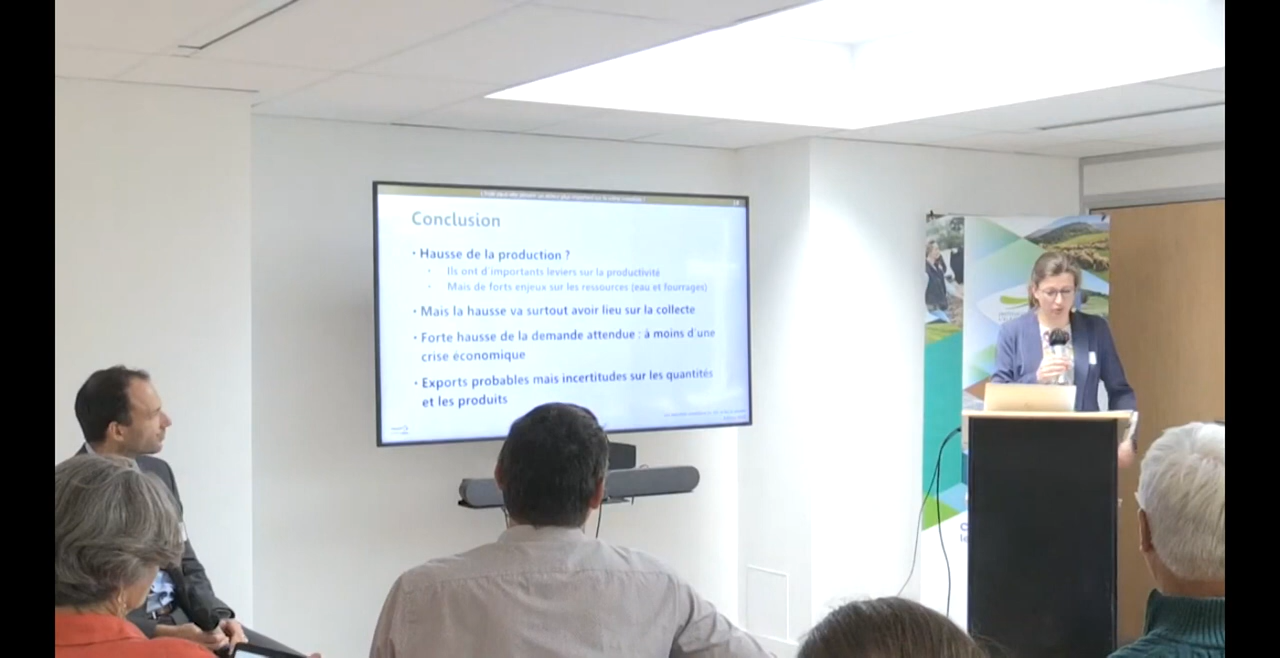 Conclusion
• Hausse de la production ?
• Ils ont d'importants leviers sur la productivité
• Mais de forts enjeux sur les ressources (eau et fourrages)
• Mais la hausse va surtout avoir lieu sur la collecte
• Forte hausse de la demande attendue : à moins d'une
crise économique
• Exports probables mais incertitudes sur les quantités
et les produits